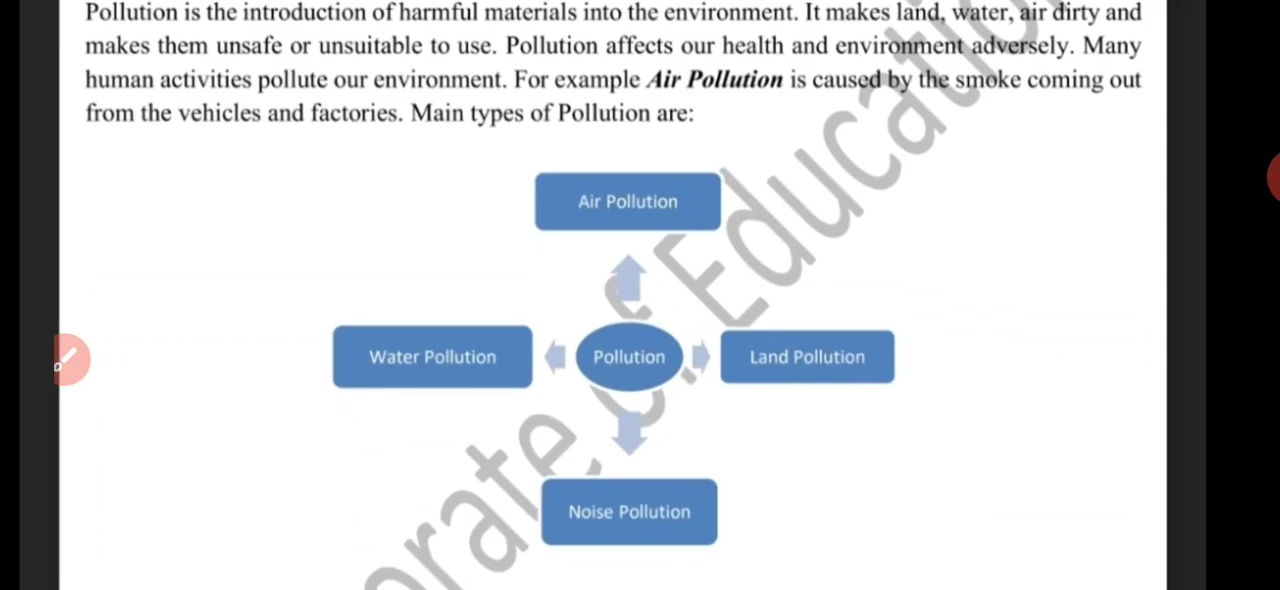 Pollution is the introduction of harmful materials into the environment. It makes land, water, air dirty and
makes them unsafe or unsuitable to use. Pollution affects our health and environment adversely. Many
human activities pollute our environment. For example Air Pollution is caused by the smoke coming out
from the vehicles and factories. Main types of Pollution are:
Air Pollution
Water Pollution
Pollution
Land Pollution
Noise Pollution